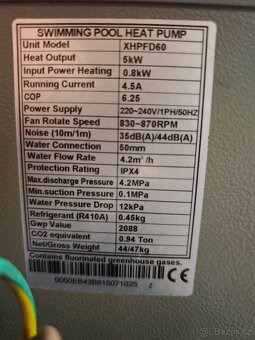 SWIMMING POOL HEAT PUMP
Unit Model XHPFD60
Heat Output 5kW
Input Power Heating 0.8kW
Running Current 4.5A
COP 6.25
Power Supply 220~240V/1PH/50HZ
Fan Rotate Speed 830~870RPM
Noise (10m/1m) 35dB(A)/44dB(A)
Water Connection 50mm
Water Flow Rate 4.2m³/h
Protection Rating IPX4
Max.discharge Pressure 4.2MPa
Min.suction Pressure 0.1MPa
Water Pressure Drop 12kPa
Refrigerant (R410A) 0.45kg
Gwp Value 2088
CO2 equivalent 0.94 Ton
Net/Gross Weight 44/47kg
Contains fluorinated greenhouse gases.
CE